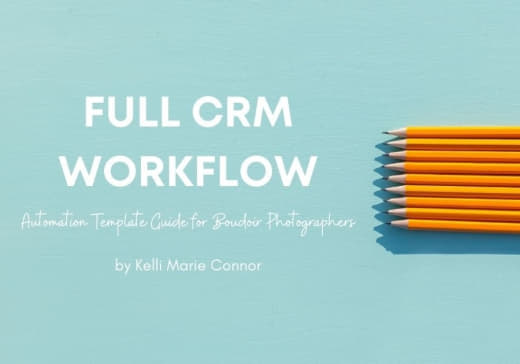 FULL CRM
WORKFLOW
Automation Template Guide for Boudoir Photographers
by Kelli Marie Connor